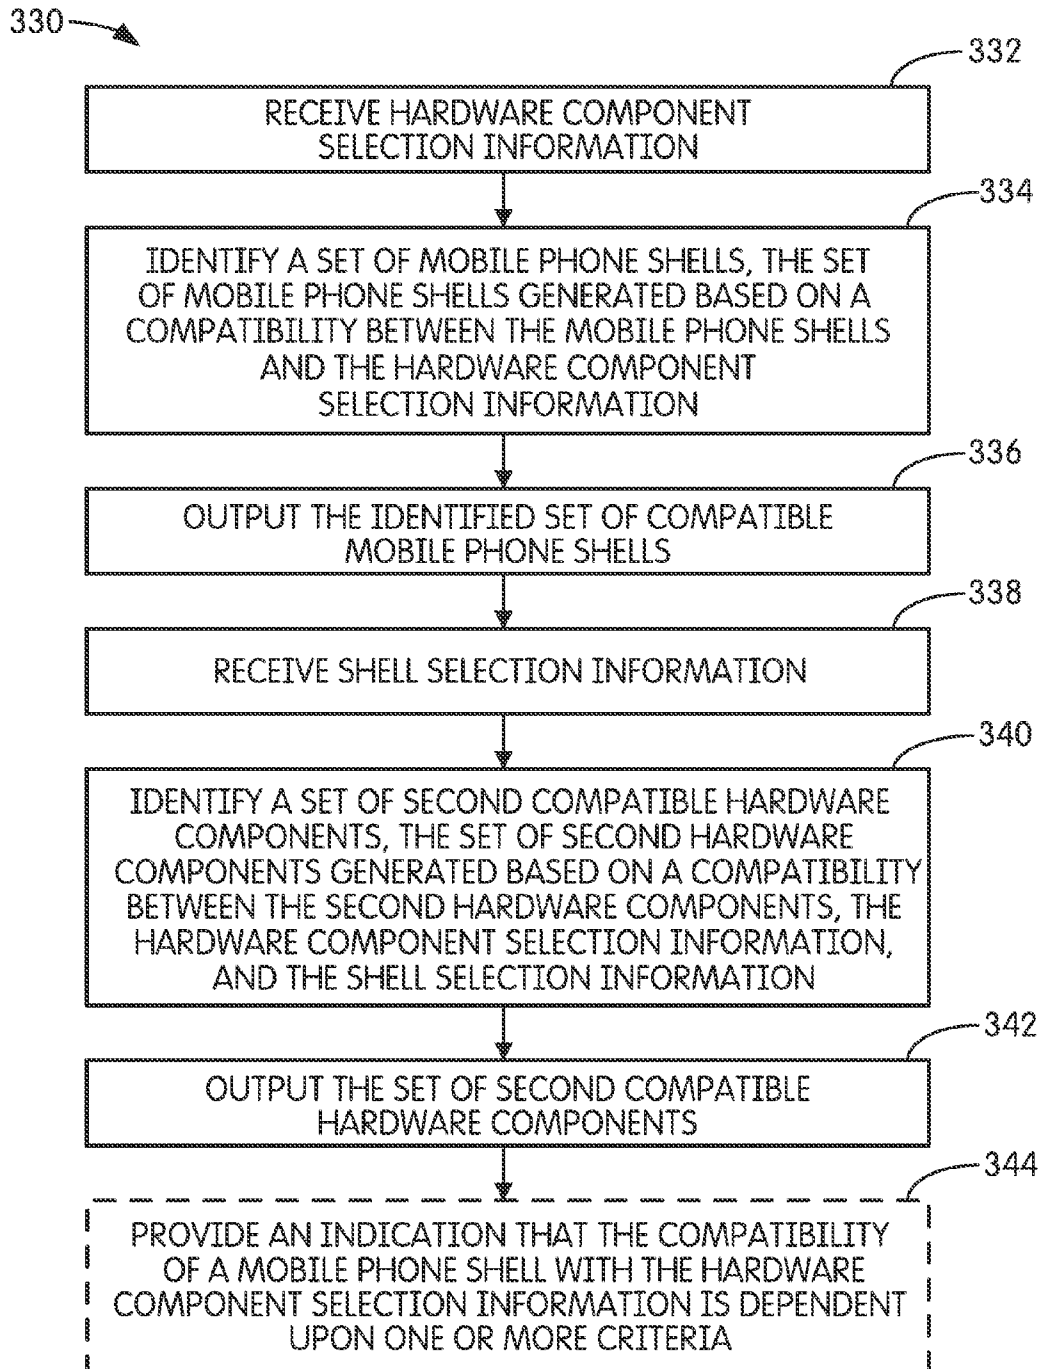 330
332
RECEIVE HARDWARE COMPONENT
SELECTION INFORMATION
334
IDENTIFY A SET OF MOBILE PHONE SHELLS, THE SET
OF MOBILE PHONE SHELLS GENERATED BASED ON A
COMPATIBILITY BETWEEN THE MOBILE PHONE SHELLS
AND THE HARDWARE COMPONENT
SELECTION INFORMATION
336
OUTPUT THE IDENTIFIED SET OF COMPATIBLE
MOBILE PHONE SHELLS
338
RECEIVE SHELL SELECTION INFORMATION
340
IDENTIFY A SET OF SECOND COMPATIBLE HARDWARE
COMPONENTS, THE SET OF SECOND HARDWARE
COMPONENTS GENERATED BASED ON A COMPATIBILITY
BETWEEN THE SECOND HARDWARE COMPONENTS, THE
HARDWARE COMPONENT SELECTION INFORMATION,
AND THE SHELL SELECTION INFORMATION
342
OUTPUT THE SET OF SECOND COMPATIBLE
HARDWARE COMPONENTS
344
PROVIDE AN INDICATION THAT THE COMPATIBILITY
OF A MOBILE PHONE SHELL WITH THE HARDWARE
COMPONENT SELECTION INFORMATION IS DEPENDENT
UPON ONE OR MORE CRITERIA